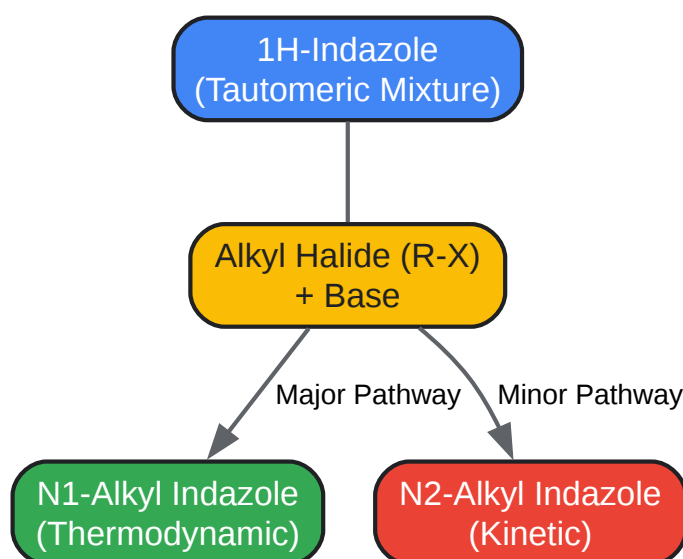 1H-Indazole
(Tautomeric Mixture)
Alkyl Halide (R-X)
+ Base
Major Pathway
Minor Pathway
N1-Alkyl Indazole
(Thermodynamic)
N2-Alkyl Indazole
(Kinetic)